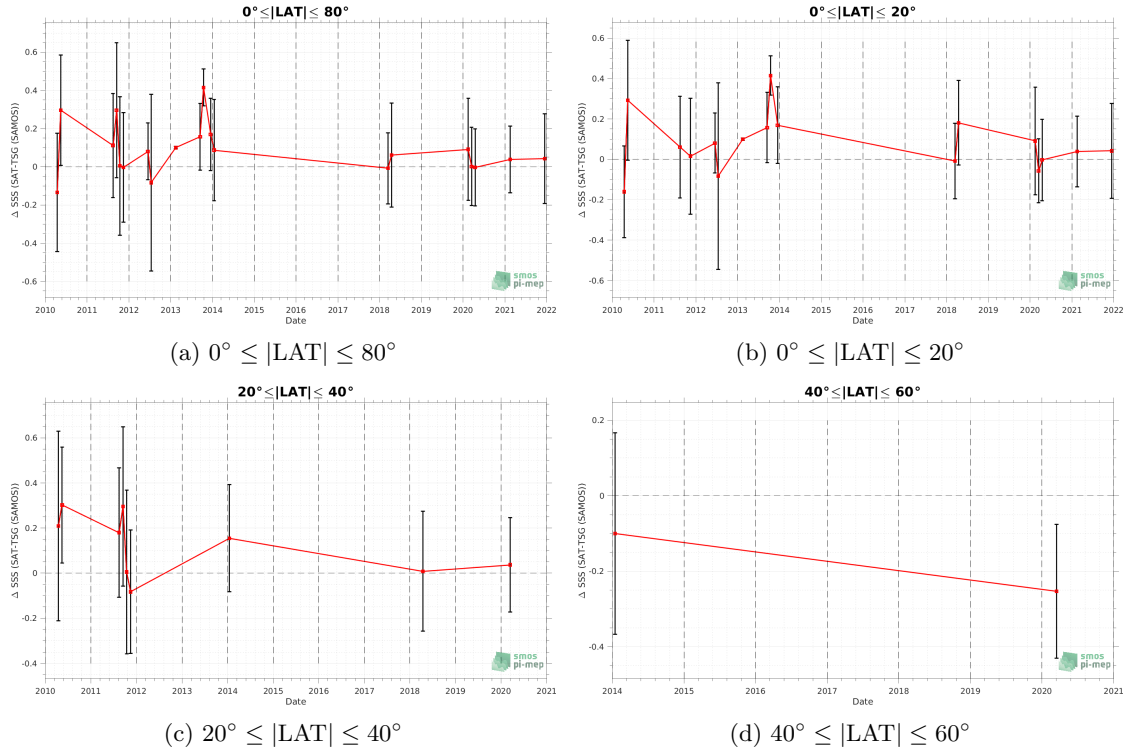 0°≤|LAT|≤ 80°
Δ SSS (SAT-TSG (SAMOS))
0.6
0.4
0.2
0
-0.2
-0.4
-0.6
2010 2011 2012 2013 2014 2015 2016 2017 2018 2019 2020 2021 2022
Date
smos
pi-mep
(a) 0° ≤ |LAT| ≤ 80°
0°≤|LAT|≤ 20°
Δ SSS (SAT-TSG (SAMOS))
0.6
0.4
0.2
0
-0.2
-0.4
-0.6
2010 2011 2012 2013 2014 2015 2016 2017 2018 2019 2020 2021 2022
Date
smos
pi-mep
(b) 0° ≤ |LAT| ≤ 20°
20°≤|LAT|≤ 40°
Δ SSS (SAT-TSG (SAMOS))
0.6
0.4
0.2
0
-0.2
-0.4
2010 2011 2012 2013 2014 2015 2016 2017 2018 2019 2020 2021
Date
smos
pi-mep
(c) 20° ≤ |LAT| ≤ 40°
40°≤|LAT|≤ 60°
Δ SSS (SAT-TSG (SAMOS))
0.2
0
-0.2
-0.4
2014 2015 2016 2017 2018 2019 2020 2021
Date
smos
pi-mep
(d) 40° ≤ |LAT| ≤ 60°